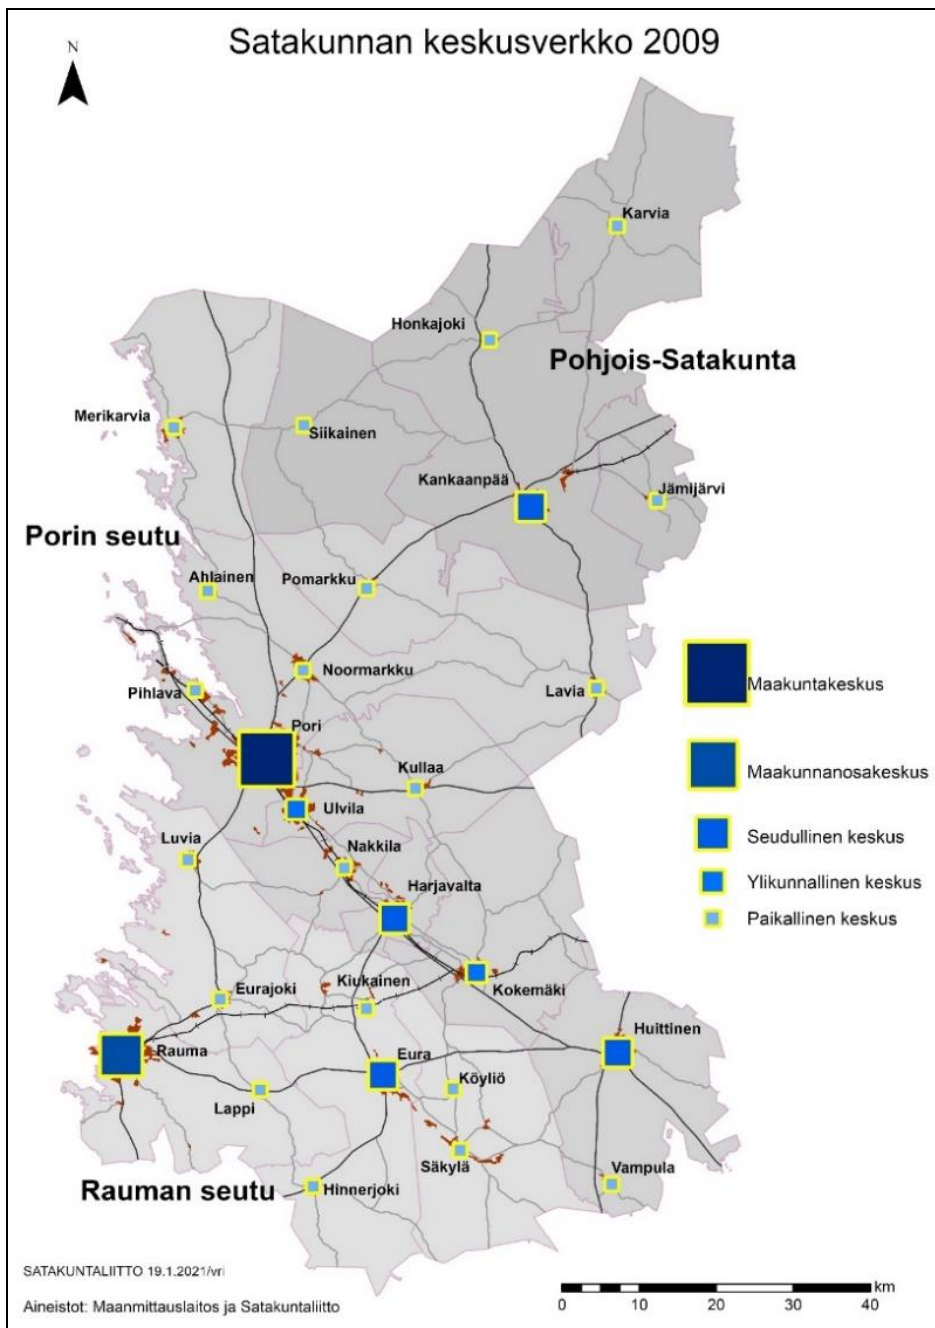 Satakunnan keskusverkko 2009
N
Karvia
Honkajoki
Pohjois-Satakunta
Merikarvia
Siikainen
Kankaanpää
Jämijärvi
Porin seutu
Ahlainen
Pomarkku
Noormarkku
Pihlava
Lavia
Maakuntakeskus
Pori
Kullaa
Maakunnanosakeskus
Ulvila
Luvia
Nakkila
Seudullinen keskus
Harjavalta
Ylikunnallinen keskus
Paikallinen keskus
Kokemäki
Eurajoki
Kiukainen
Huittinen
Rauma
Eura
Köyliö
Lappi
Säkylä
Vampula
Rauman seutu
Hinnerjoki
SATAKUNTALIITTO 19.1.2021/vri
km
0 10 20 30 40
Aineistot: Maanmittauslaitos ja Satakuntaliitto